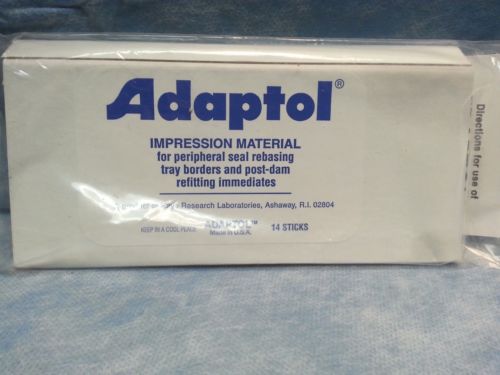 Adaptol®
IMPRESSION MATERIAL
for peripheral seal rebasing
tray borders and post-dam
refitting immediates
Research Laboratories, Ashaway, R.I. 02804
KEEP IN A COOL PLACE ADAPTOL™ 14 STICKS
Made in U.S.A.
Directions for use of